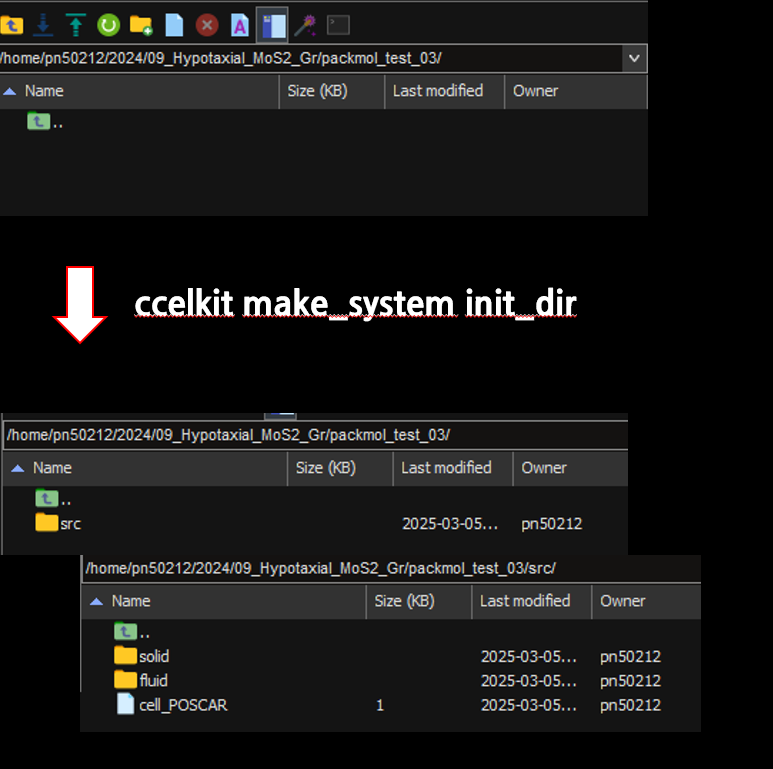 /home/pn50212/2024/09_Hypotaxial_MoS2_Gr/packmol_test_03/
Name Size (KB) Last modified Owner
..
ccelkit make_system init_dir
/home/pn50212/2024/09_Hypotaxial_MoS2_Gr/packmol_test_03/
Name Size (KB) Last modified Owner
..
src 2025-03-05... pn50212
/home/pn50212/2024/09_Hypotaxial_MoS2_Gr/packmol_test_03/src/
Name Size (KB) Last modified Owner
..
solid 2025-03-05... pn50212
fluid 2025-03-05... pn50212
cell_POSCAR 1 2025-03-05... pn50212